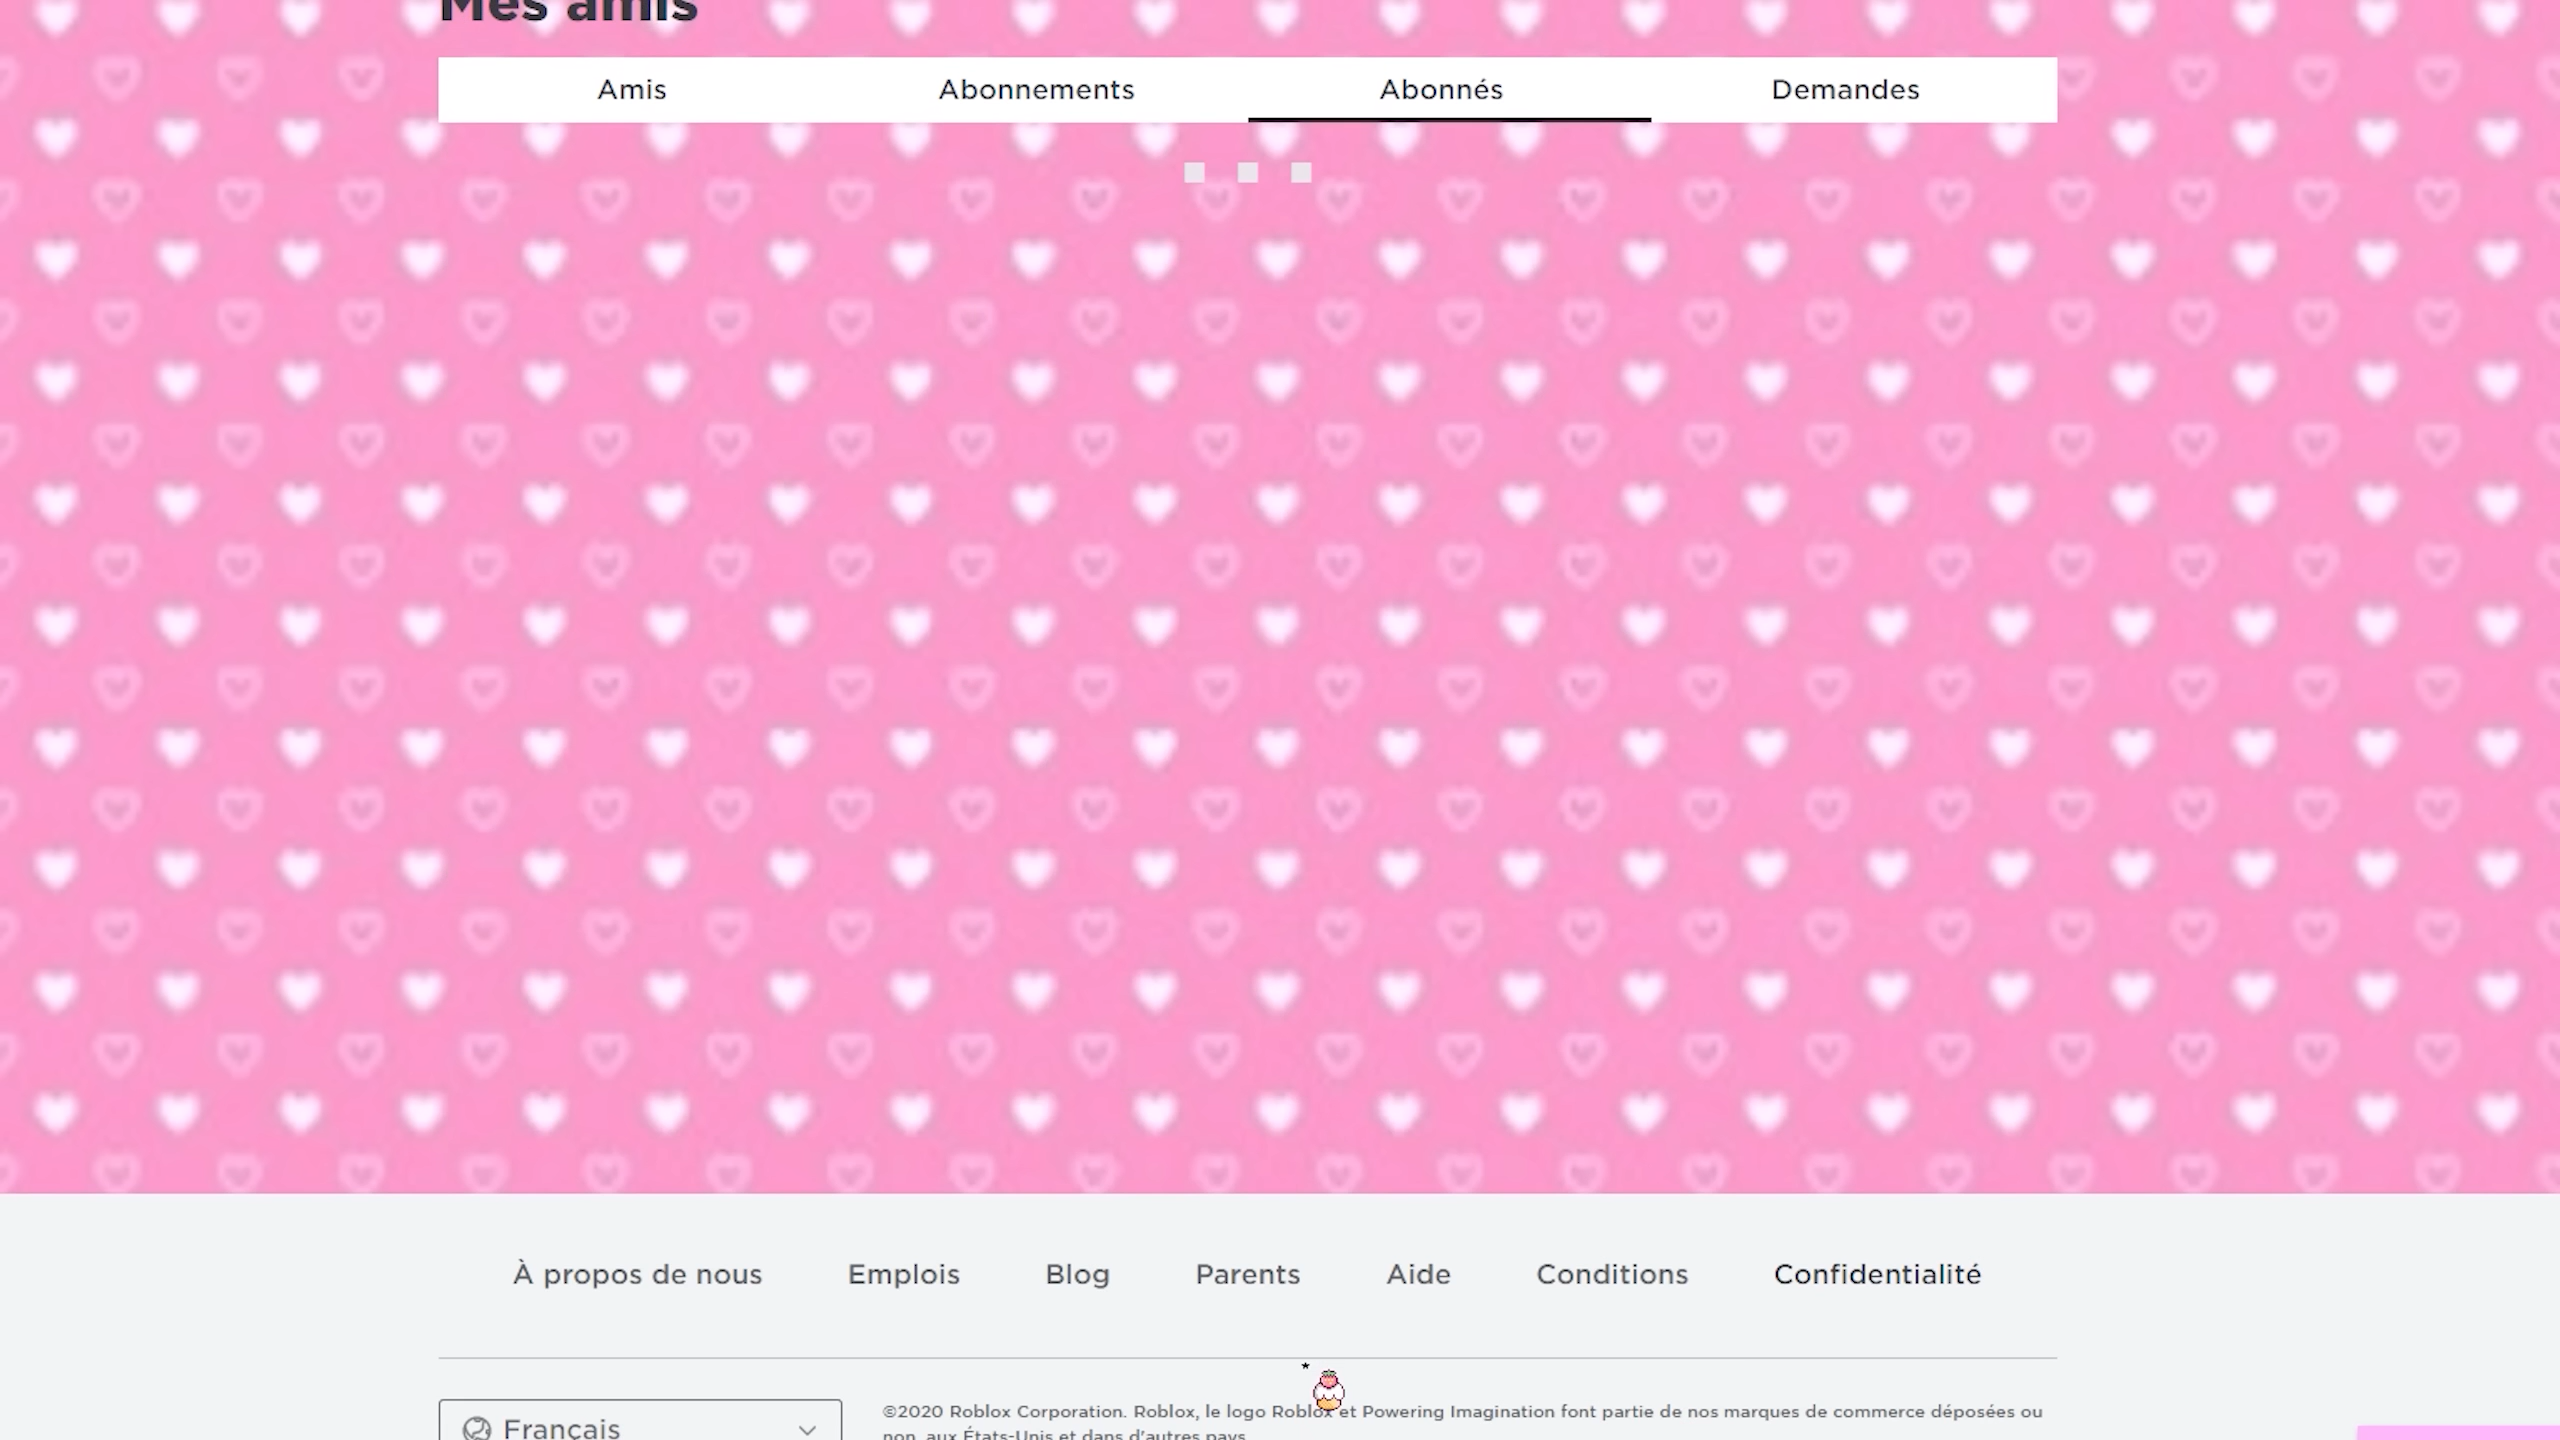 Mes amis
Amis Abonnements Abonnés Demandes
À propos de nous Emplois Blog Parents Aide Conditions Confidentialité
Français
©2020 Roblox Corporation. Roblox, le logo Roblox et Powering Imagination font partie de nos marques de commerce déposées ou
non, aux États-Unis et dans d'autres pays.